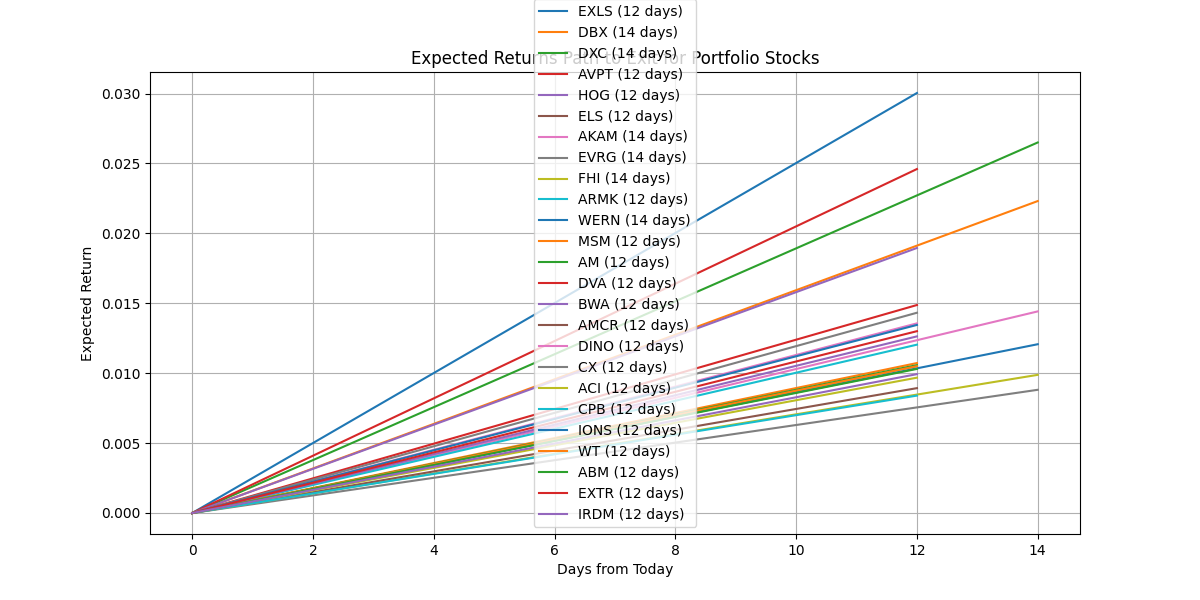 Expected Returns Path to Exit for Portfolio Stocks
EXLS (12 days)
DBX (14 days)
DXC (14 days)
AVPT (12 days)
HOG (12 days)
ELS (12 days)
AKAM (14 days)
EVRG (14 days)
FHI (14 days)
ARMK (12 days)
WERN (14 days)
MSM (12 days)
AM (12 days)
DVA (12 days)
BWA (12 days)
AMCR (12 days)
DINO (12 days)
CX (12 days)
ACI (12 days)
CPB (12 days)
IONS (12 days)
WT (12 days)
ABM (12 days)
EXTR (12 days)
IRDM (12 days)
Expected Return
0.030
0.025
0.020
0.015
0.010
0.005
0.000
0 2 4 6 8 10 12 14
Days from Today